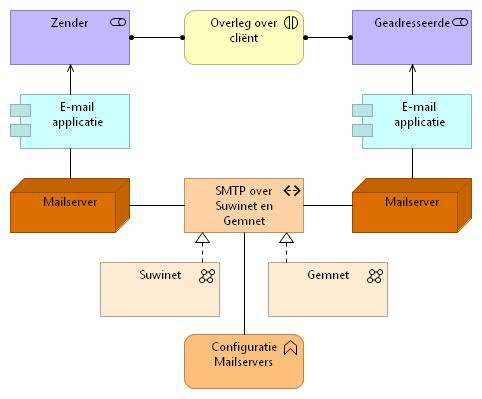 Zender
Overleg over
cliënt
Geadresseerde
E-mail
applicatie
E-mail
applicatie
Mailserver
SMTP over
Suwinet en
Gemnet
Mailserver
Suwinet
Gemnet
Configuratie
Mailservers